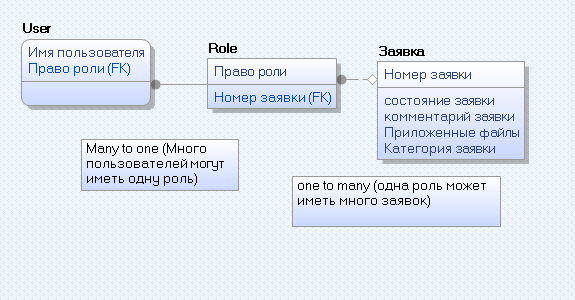 User
Имя пользователя
Право роли (FK)
Role
Право роли
Номер заявки (FK)
Заявка
Номер заявки
состояние заявки
комментарий заявки
Приложенные файлы
Категория заявки
Many to one (Много
пользователей могут
иметь одну роль)
one to many (одна роль может
иметь много заявок)